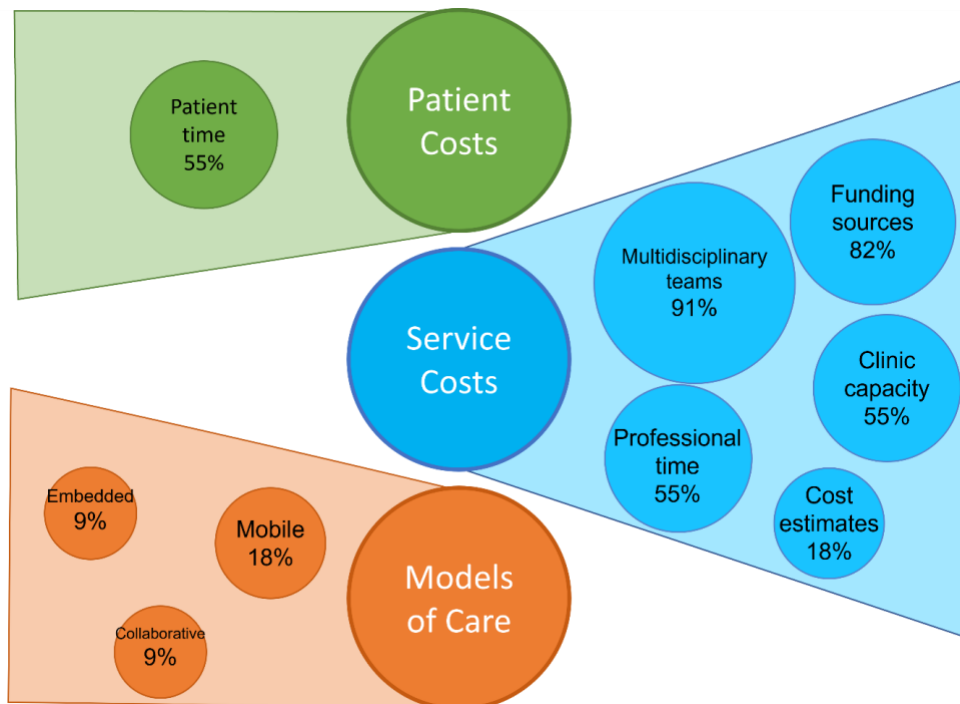 Patient
Costs
Patient
time
55%
Service
Costs
Multidisciplinary
teams
91%
Funding
sources
82%
Clinic
capacity
55%
Professional
time
55%
Cost
estimates
18%
Models
of Care
Embedded
9%
Mobile
18%
Collaborative
9%